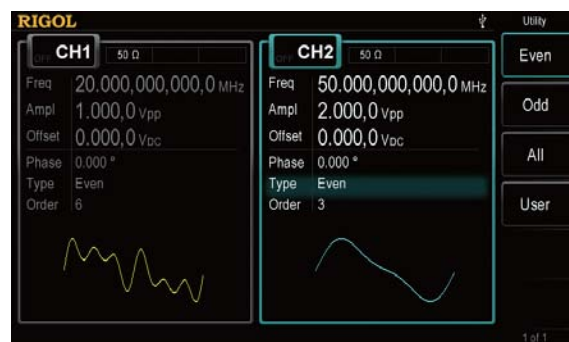 RIGOL
Utility
OFF CH1 50 Ω
Freq 20.000,000,000,0 MHz
Ampl 1.000,0 Vpp
Offset 0.000,0 VDC
Phase 0.000 °
Type Even
Order 6
OFF CH2 50 Ω
Freq 50.000,000,000,0 MHz
Ampl 2.000,0 Vpp
Offset 0.000,0 VDC
Phase 0.000 °
Type Even
Order 3
Even
Odd
All
User
1 of 1